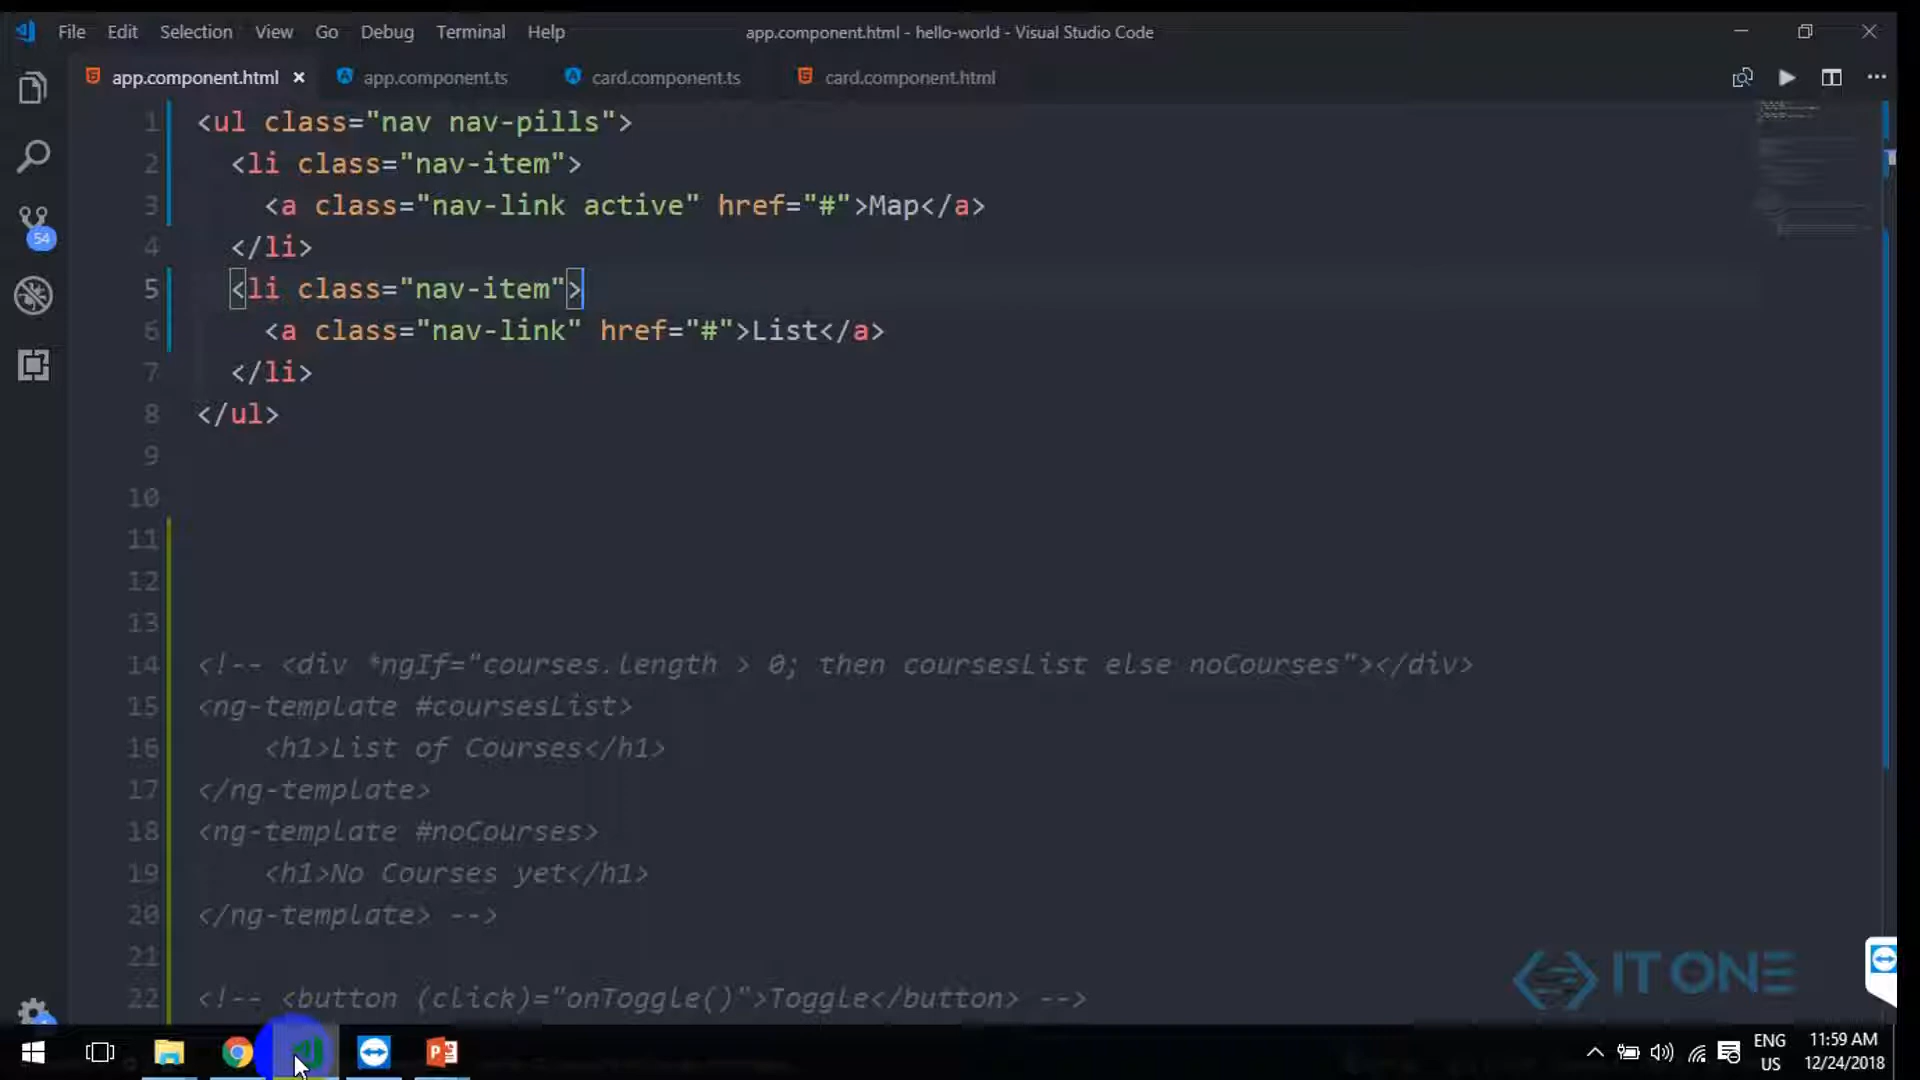 File Edit Selection View Go Debug Terminal Help app.component.html - hello-world - Visual Studio Code
app.component.html app.component.ts card.component.ts card.component.html
1 <ul class="nav nav-pills">
2 <li class="nav-item">
3 <a class="nav-link active" href="#">Map</a>
4 </li>
5 <li class="nav-item">
6 <a class="nav-link" href="#">List</a>
7 </li>
8 </ul>
9
10
11
12
13
14 <!-- <div *ngIf="courses.length > 0; then coursesList else noCourses"></div>
15 <ng-template #coursesList>
16 <h1>List of Courses</h1>
17 </ng-template>
18 <ng-template #noCourses>
19 <h1>No Courses yet</h1>
20 </ng-template> -->
21
22 <!-- <button (click)="onToggle()">Toggle</button> -->
54
IT ONE
ENG
US
11:59 AM
12/24/2018